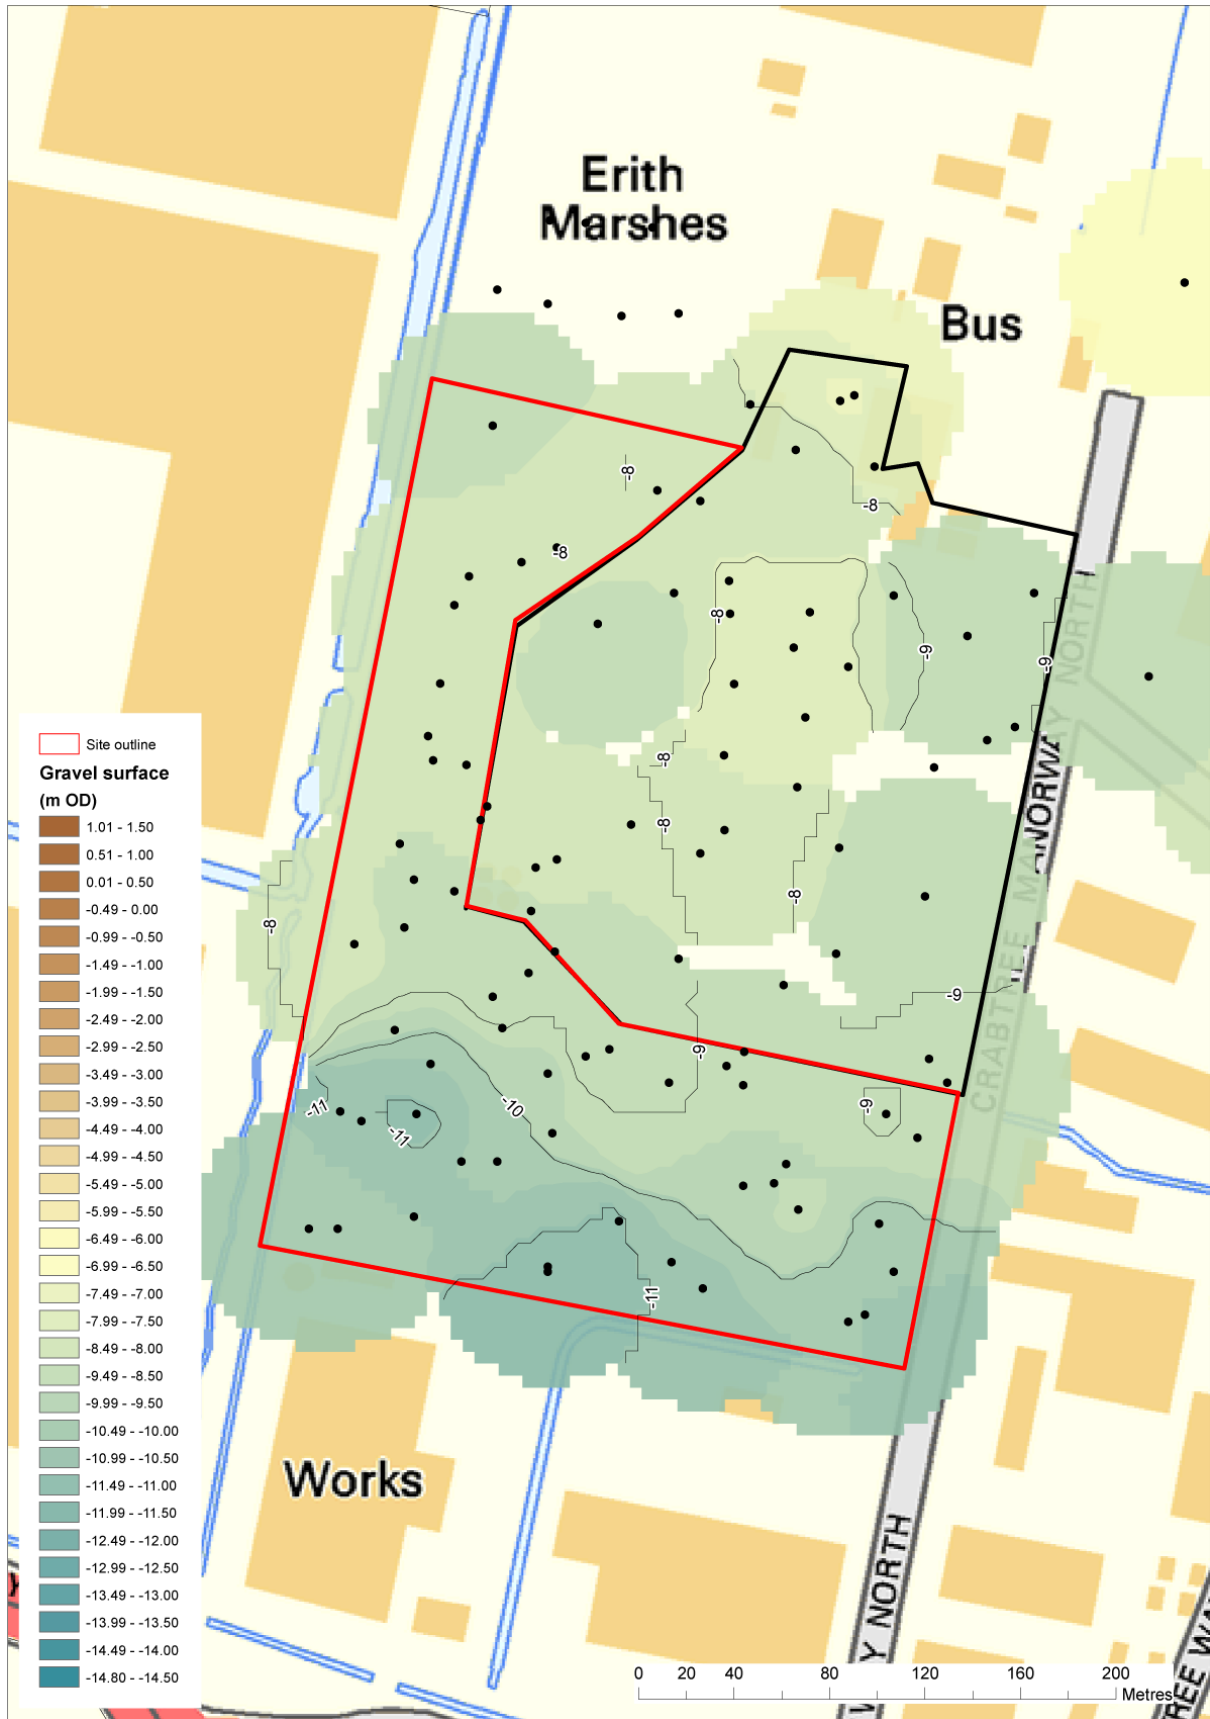 Erith
Marshes
Bus
-8
-8
-8
-8
-9
-9
-8
-8
-8
-8
-9
-9
-9
-10
-11
-11
-11
NORWAY NORTH
CRABTREE MANORWAY NORTH
Works
WAY NORTH
TREE WA
Site outline
Gravel surface
(m OD)
1.01 - 1.50
0.51 - 1.00
0.01 - 0.50
-0.49 - 0.00
-0.99 - -0.50
-1.49 - -1.00
-1.99 - -1.50
-2.49 - -2.00
-2.99 - -2.50
-3.49 - -3.00
-3.99 - -3.50
-4.49 - -4.00
-4.99 - -4.50
-5.49 - -5.00
-5.99 - -5.50
-6.49 - -6.00
-6.99 - -6.50
-7.49 - -7.00
-7.99 - -7.50
-8.49 - -8.00
-9.49 - -8.50
-9.99 - -9.50
-10.49 - -10.00
-10.99 - -10.50
-11.49 - -11.00
-11.99 - -11.50
-12.49 - -12.00
-12.99 - -12.50
-13.49 - -13.00
-13.99 - -13.50
-14.49 - -14.00
-14.80 - -14.50
0 20 40 80 120 160 200
Metres